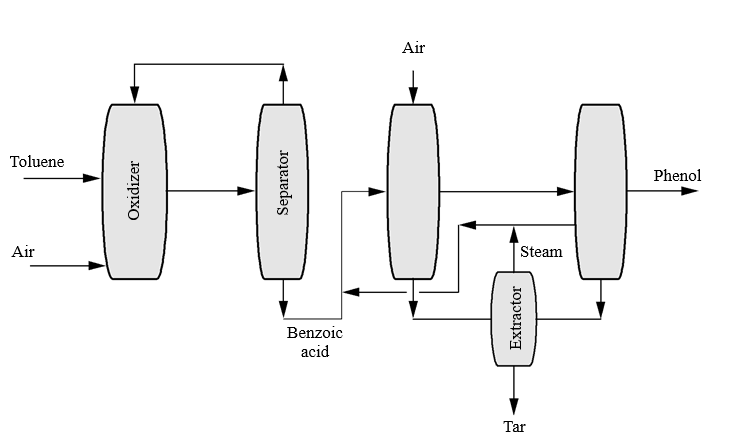 Air
Toluene
Oxidizer
Separator
Phenol
Air
Steam
Extractor
Benzoic
acid
Tar